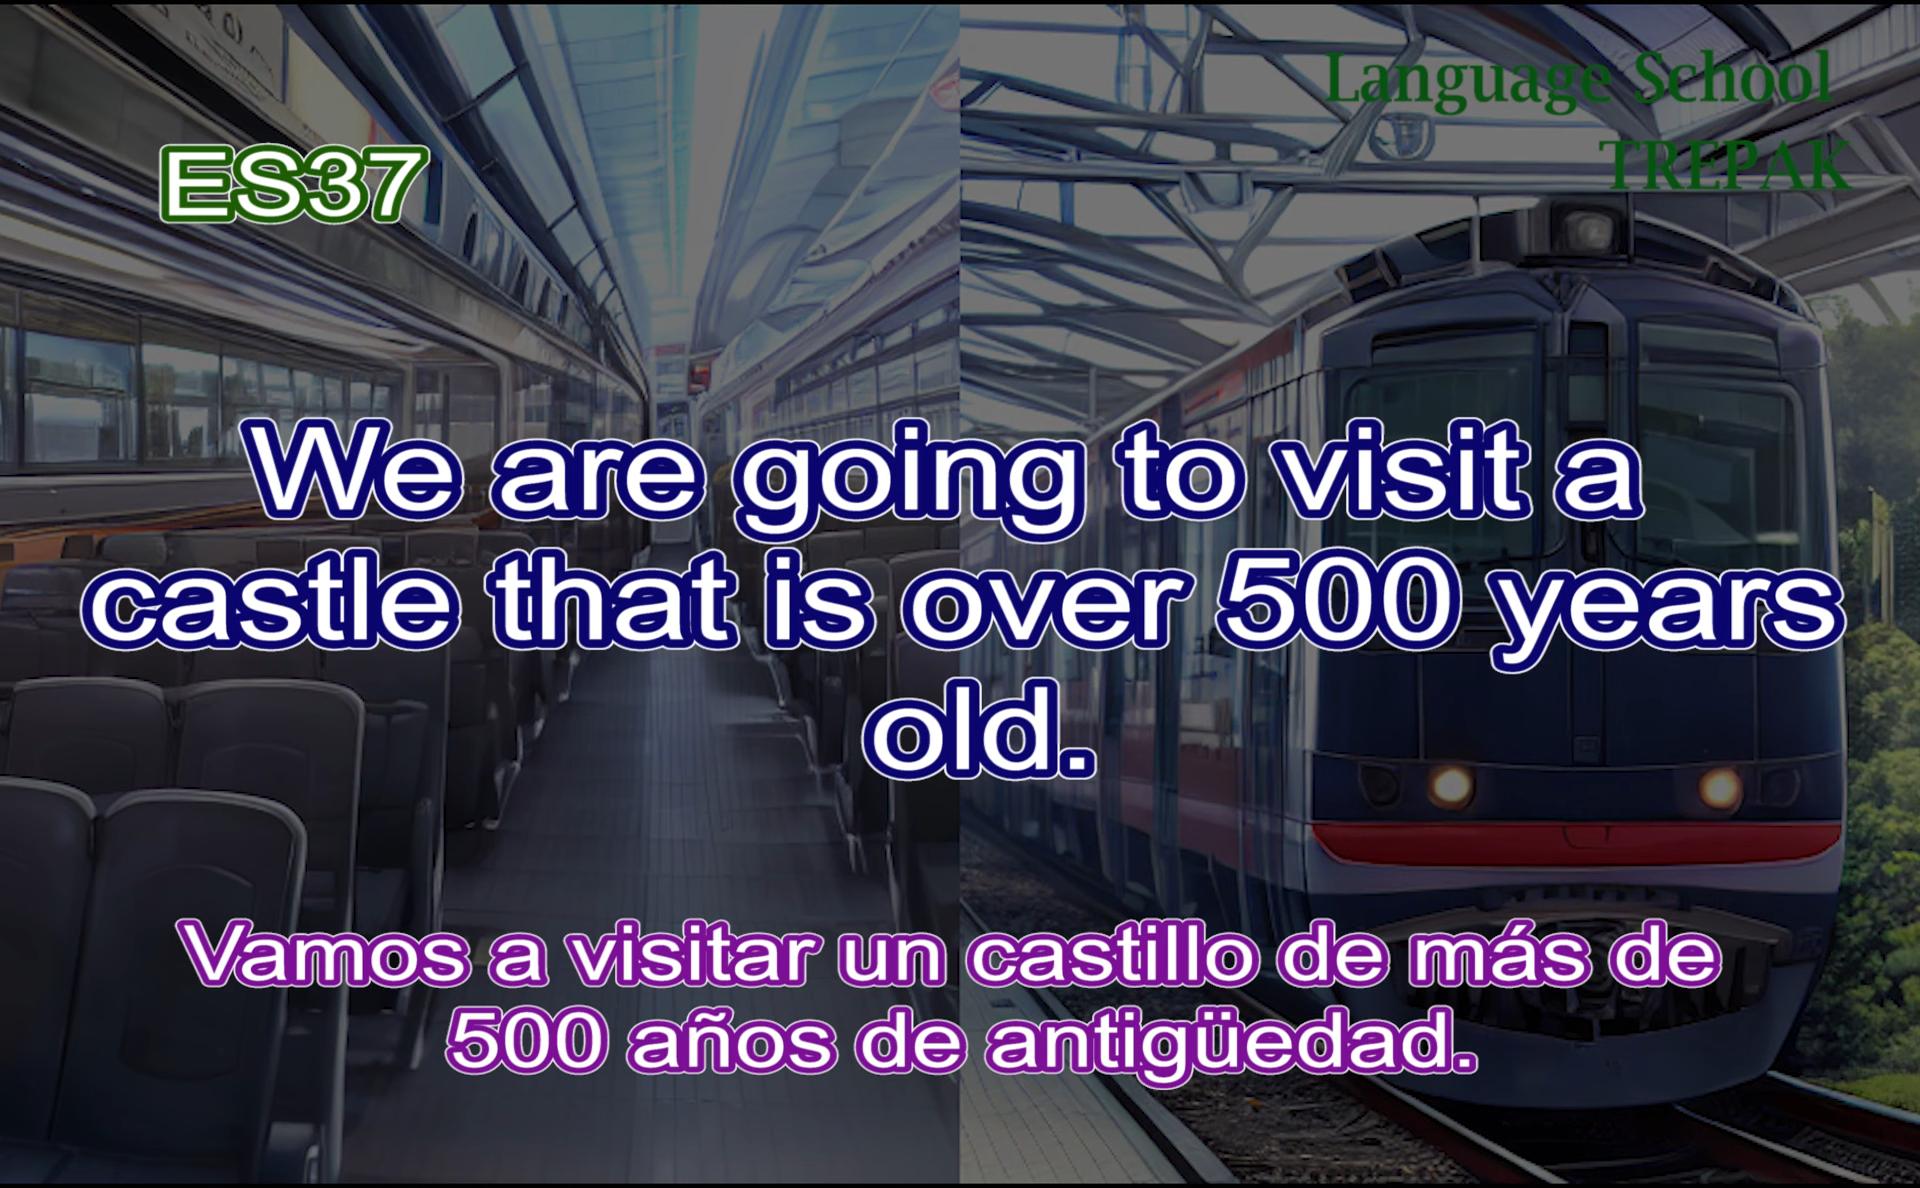 Language School
TREPAK
ES37
We are going to visit a
castle that is over 500 years
old.
Vamos a visitar un castillo de más de
500 años de antigüedad.